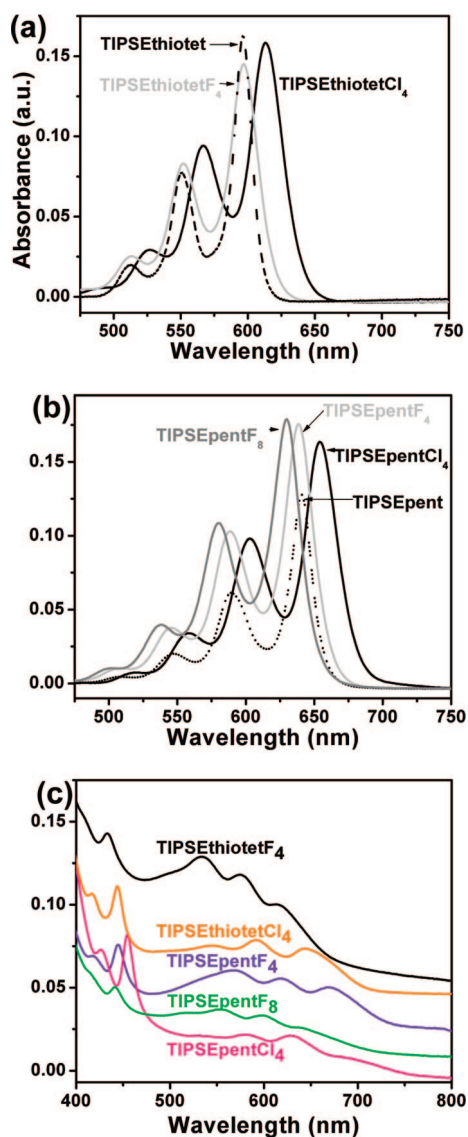 (a)
0.15
0.10
0.05
0.00
Absorbance (a.u.)
TIPSEthiotet
TIPSEthiotetF4
TIPSEthiotetCl4
500 550 600 650 700 750
Wavelength (nm)
(b)
0.15
0.10
0.05
0.00
TIPSEpentF8
TIPSEpentF4
TIPSEpentCl4
TIPSEpent
500 550 600 650 700 750
Wavelength (nm)
(c)
0.15
0.10
0.05
0.00
TIPSEthiotetF4
TIPSEthiotetCl4
TIPSEpentF4
TIPSEpentF8
TIPSEpentCl4
400 500 600 700 800
Wavelength (nm)